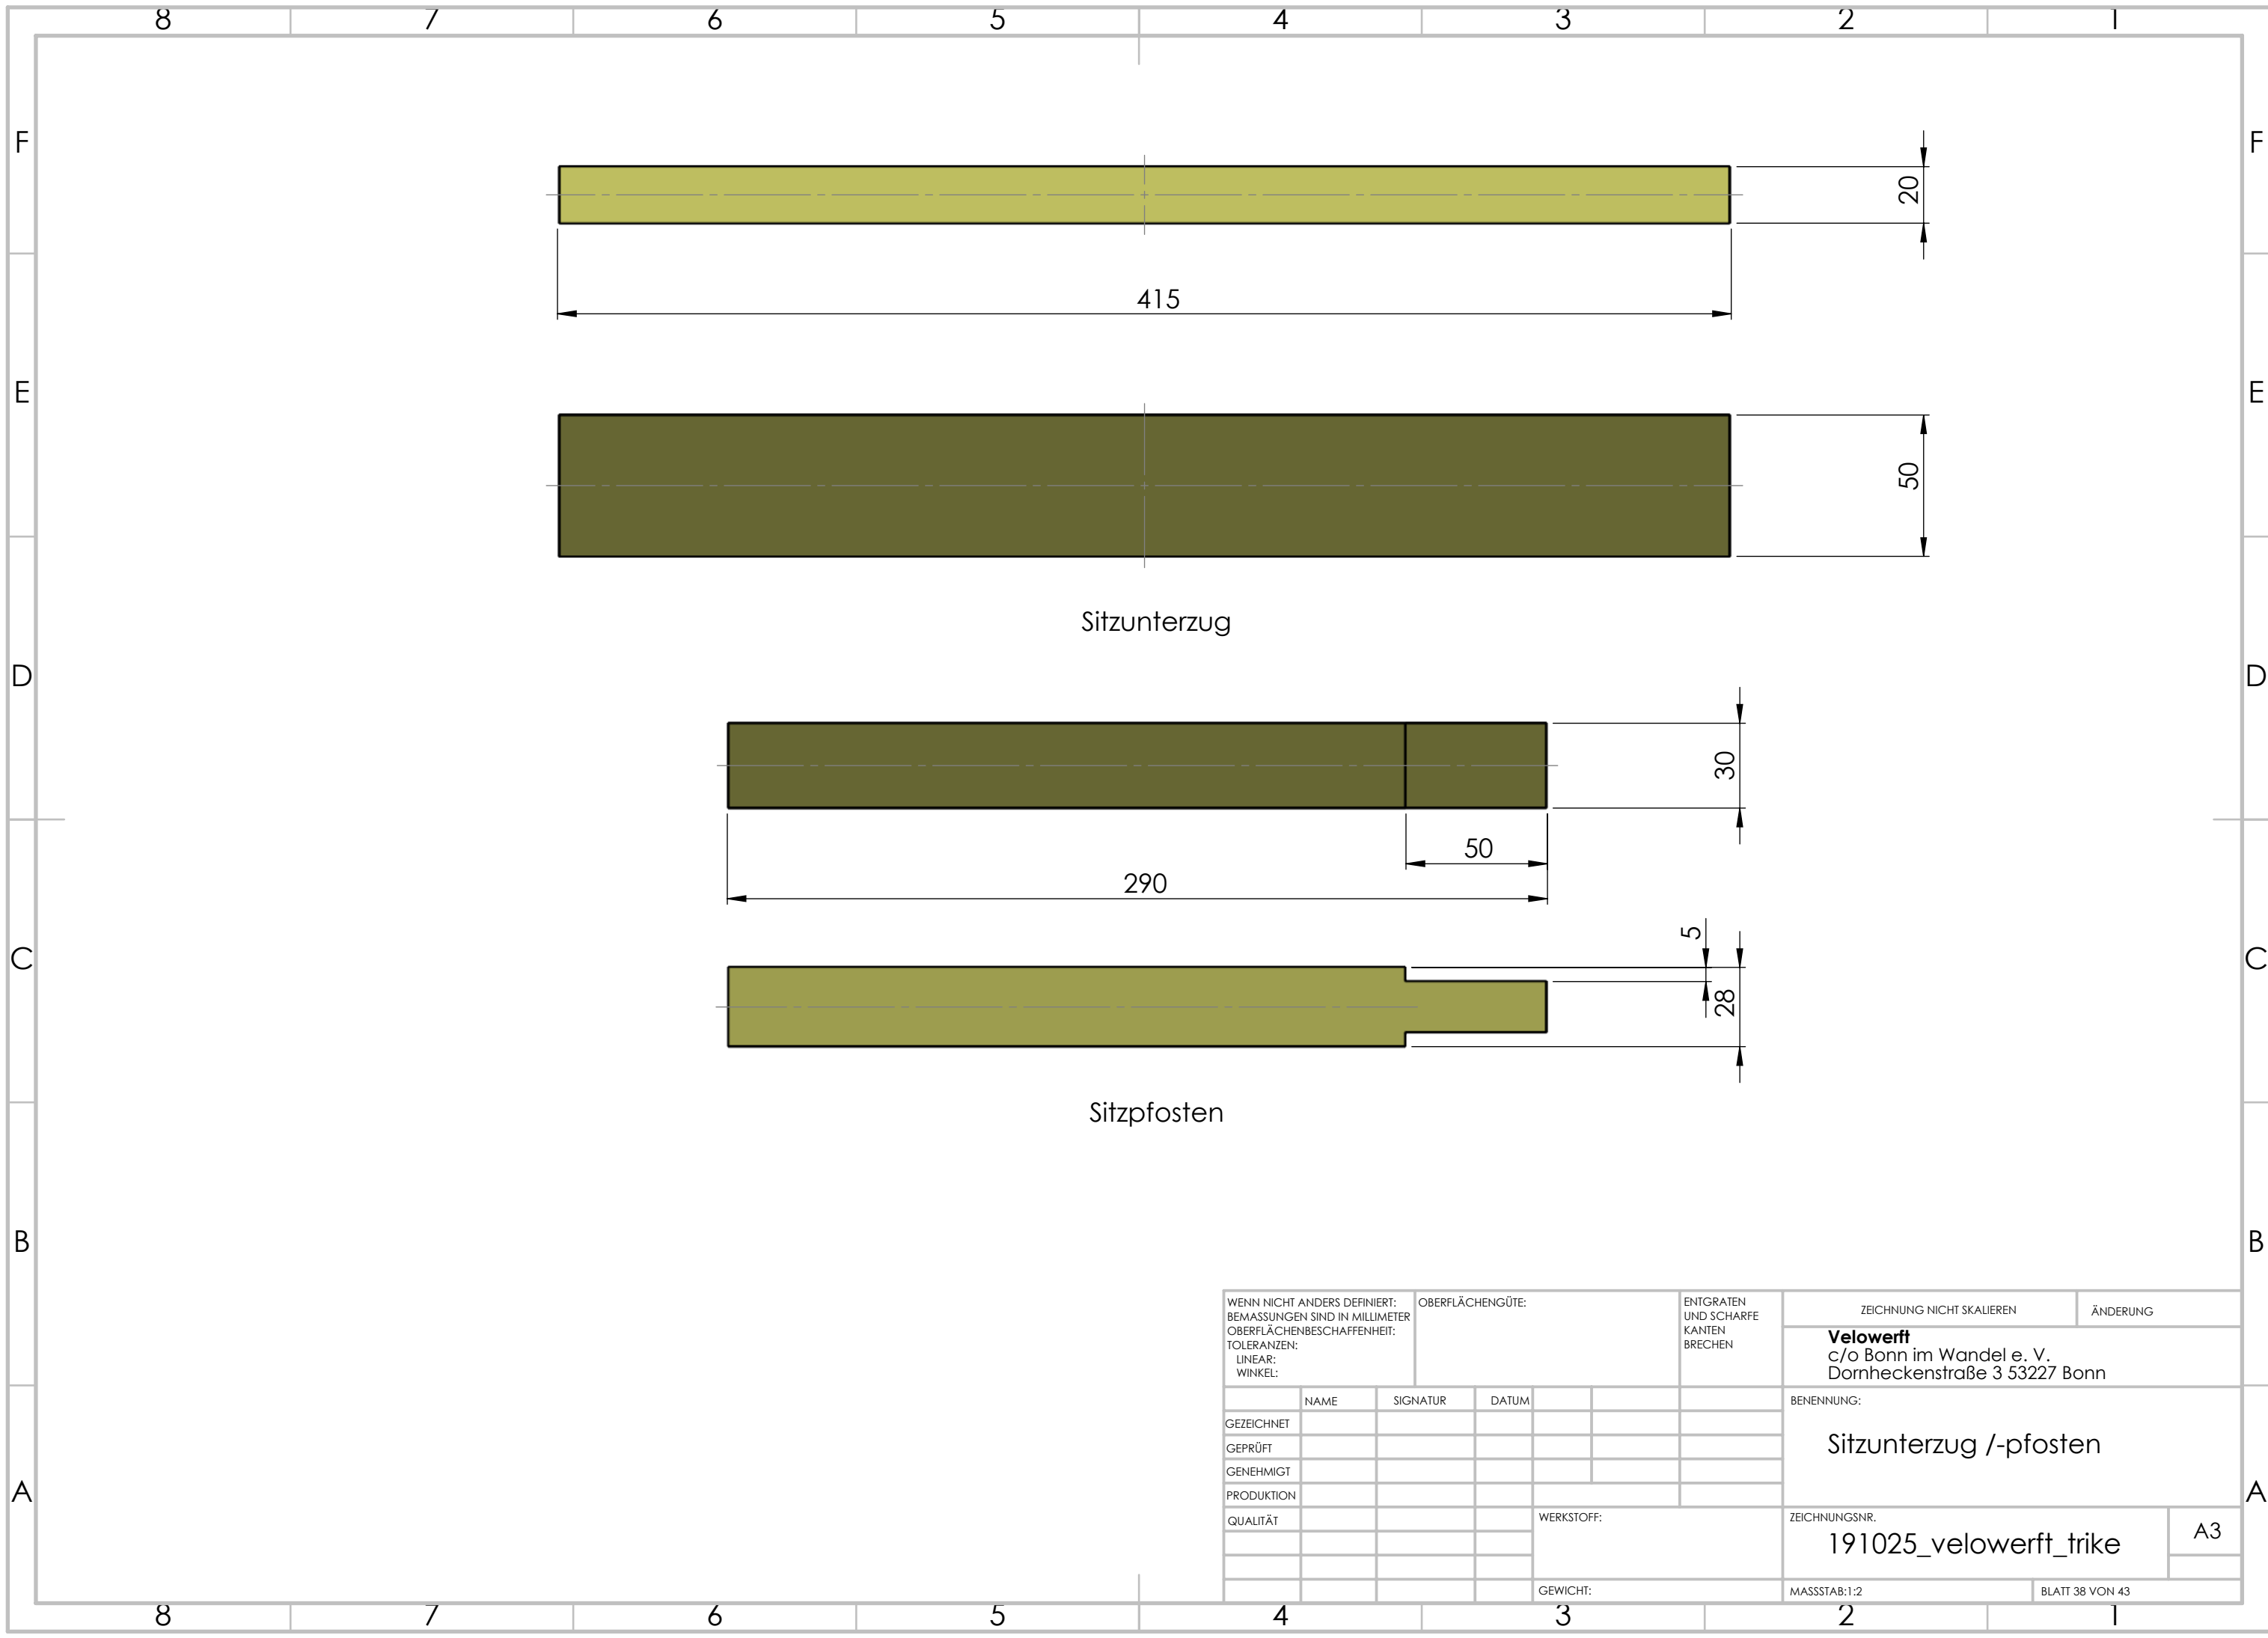 8 7 6 5 4 3 2 1
F F
20
415
E E
50
Sitzunterzug
D D
30
50
290
5
C C
28
Sitzpfosten
B B
WENN NICHT ANDERS DEFINIERT:
BEMASSUNGEN SIND IN MILLIMETER
OBERFLÄCHENBESCHAFFENHEIT:
TOLERANZEN:
LINEAR:
WINKEL:
OBERFLÄCHENGÜTE:
ENTGRATEN
UND SCHARFE
KANTEN
BRECHEN
ZEICHNUNG NICHT SKALIEREN
ÄNDERUNG
Velowerft
c/o Bonn im Wandel e. V.
Dornheckenstraße 3 53227 Bonn
NAME SIGNATUR DATUM
GEZEICHNET
GEPRÜFT
GENEHMIGT
PRODUKTION
QUALITÄT
BENENNUNG:
Sitzunterzug /-pfosten
A A
WERKSTOFF:
ZEICHNUNGSNR.
191025_velowerft_trike
A3
GEWICHT:
MASSSTAB:1:2
BLATT 38 VON 43
8 7 6 5 4 3 2 1